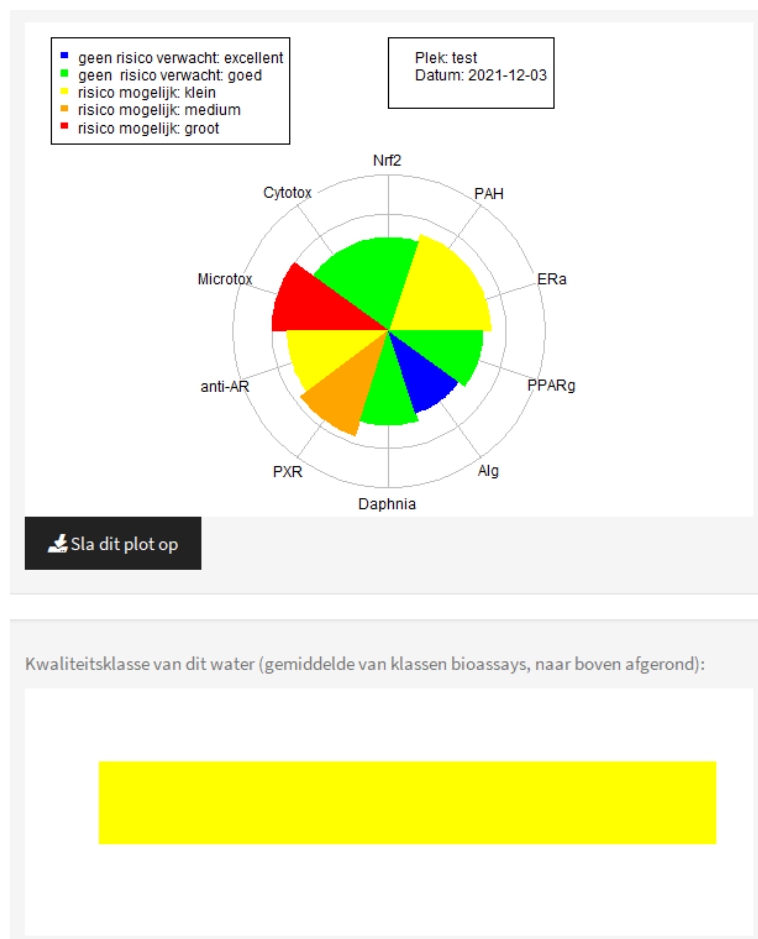 geen risico verwacht: excellent
geen  risico verwacht: goed
risico mogelijk: klein
risico mogelijk: medium
risico mogelijk: groot
Plek: test
Datum: 2021-12-03
Nrf2
Cytotox
PAH
Microtox
ERa
anti-AR
PPARg
PXR
Alg
Daphnia
Sla dit plot op
Kwaliteitsklasse van dit water (gemiddelde van klassen bioassays, naar boven afgerond):